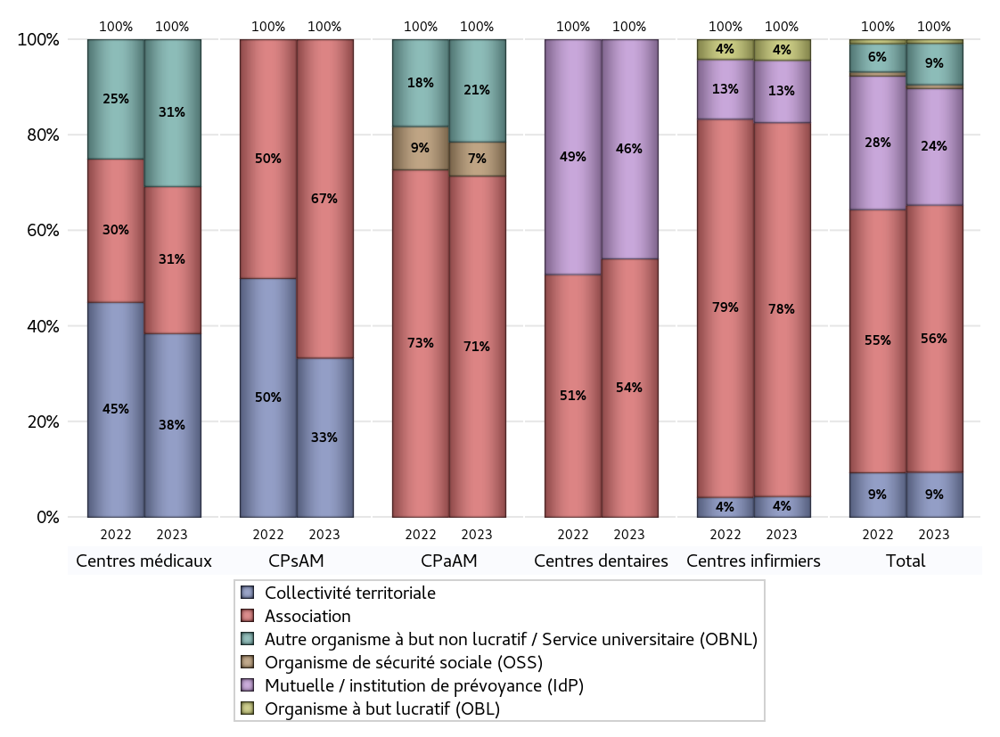 100% 100% 100% 100% 100% 100% 100% 100% 100% 100% 100% 100%
100%
80%
60%
40%
20%
0%
25% 30% 45%
31% 31% 38%
50% 50%
67% 33%
18% 9% 73%
21% 7% 71%
49% 51%
46% 54%
4% 13% 79% 4%
4% 13% 78% 4%
6% 28% 55% 9%
9% 24% 56% 9%
2022 2023 2022 2023 2022 2023 2022 2023 2022 2023 2022 2023
Centres médicaux CPsAM CPaAM Centres dentaires Centres infirmiers Total
Collectivité territoriale
Association
Autre organisme à but non lucratif / Service universitaire (OBNL)
Organisme de sécurité sociale (OSS)
Mutuelle / institution de prévoyance (IdP)
Organisme à but lucratif (OBL)